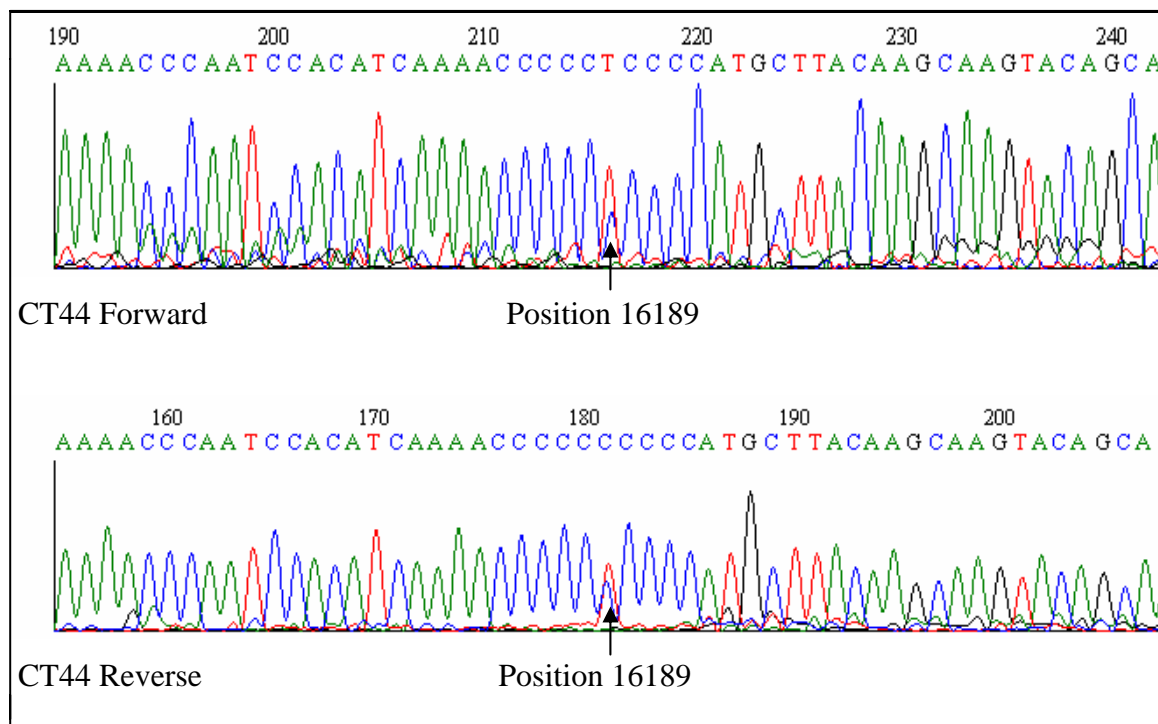 190 200 210 220 230 240
AAAACCCAATCCACATCAAAACCCCCTCCCCATGCTTACAAGCAAGTACAGCA
CT44 Forward Position 16189
160 170 180 190 200
AAAACCCAATCCACATCAAAACCCCCCCCCCATGCTTACAAGCAAGTACAGCA
CT44 Reverse Position 16189